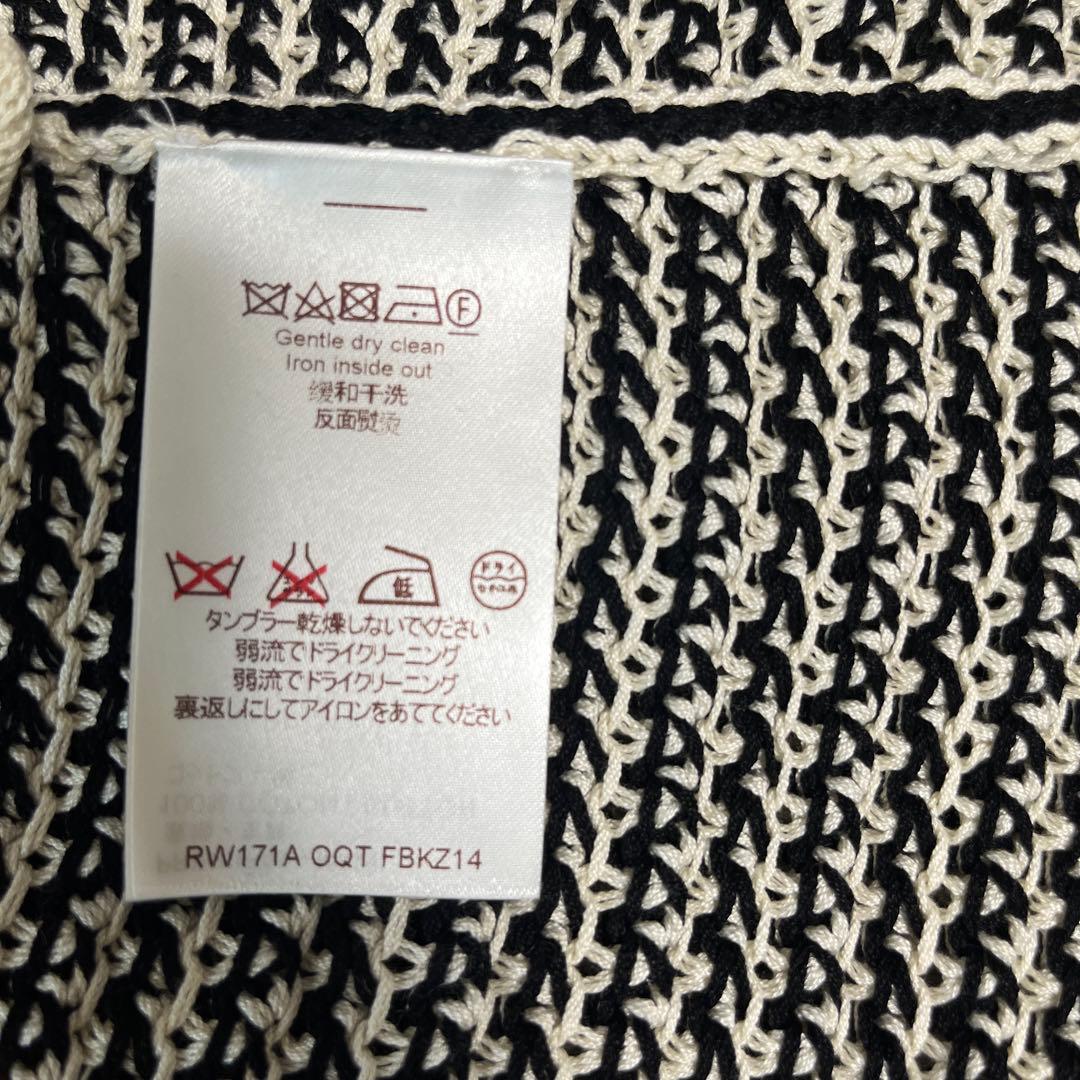 F
Gentle dry clean
Iron inside out
缓和干洗
反面熨烫
低
ドライ
セキユ系
タンブラー乾燥しないでください
弱流でドライクリーニング
弱流でドライクリーニング
裏返しにしてアイロンをあててください
RW171A OQT FBKZ14